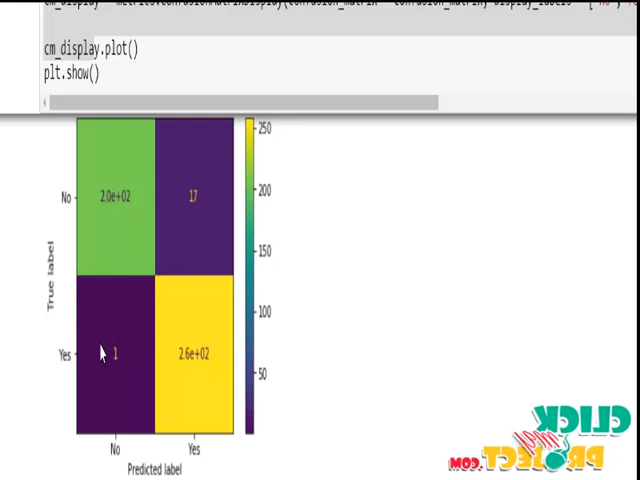 cm_display.plot()
plt.show()
250
No
2.0e+02
17
200
150
True label
100
Yes
1
2.6e+02
50
No
Yes
Predicted label
CLICK
MY
PROJECT
.COM